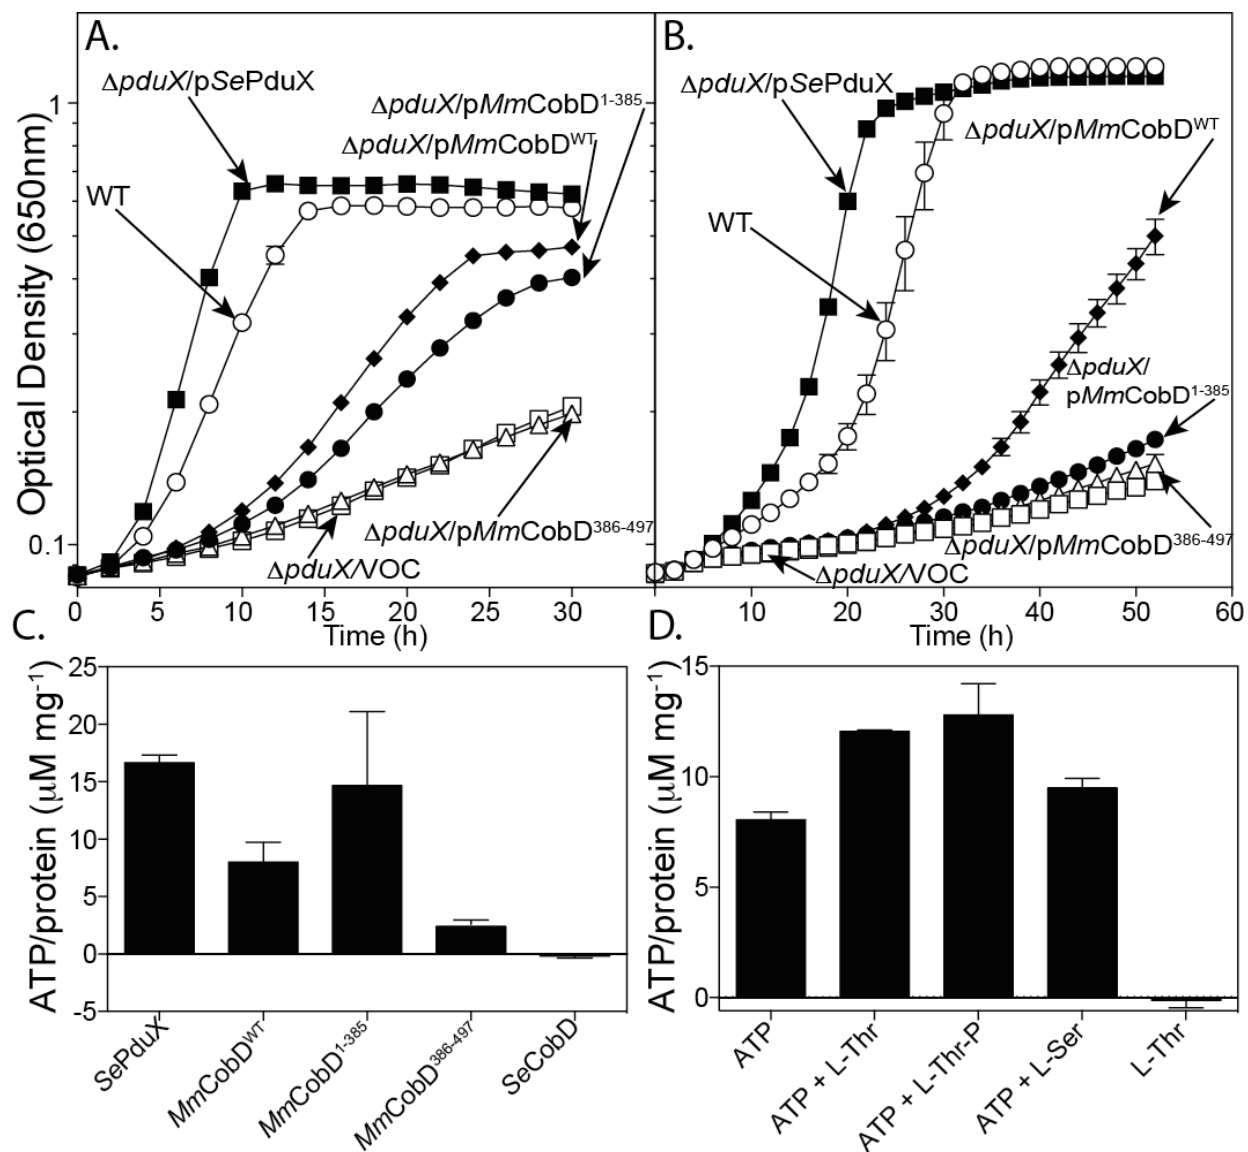 A.
ΔpduX/pSePduX
ΔpduX/pMmCobD1-385
ΔpduX/pMmCobDWT
WT
ΔpduX/pMmCobD386-497
ΔpduX/VOC
Optical Density (650nm)
1
0.1
0 5 10 15 20 25 30
Time (h)
B.
ΔpduX/pSePduX
ΔpduX/pMmCobDWT
WT
ΔpduX/
pMmCobD1-385
ΔpduX/pMmCobD386-497
ΔpduX/VOC
10 20 30 40 50 60
Time (h)
C.
ATP/protein (μM mg-1)
25
20
15
10
5
0
-5
SePduX
MmCobDWT
MmCobD1-385
MmCobD386-497
SeCobD
D.
ATP/protein (μM mg-1)
15
10
5
0
ATP
ATP + L-Thr
ATP + L-Thr-P
ATP + L-Ser
L-Thr